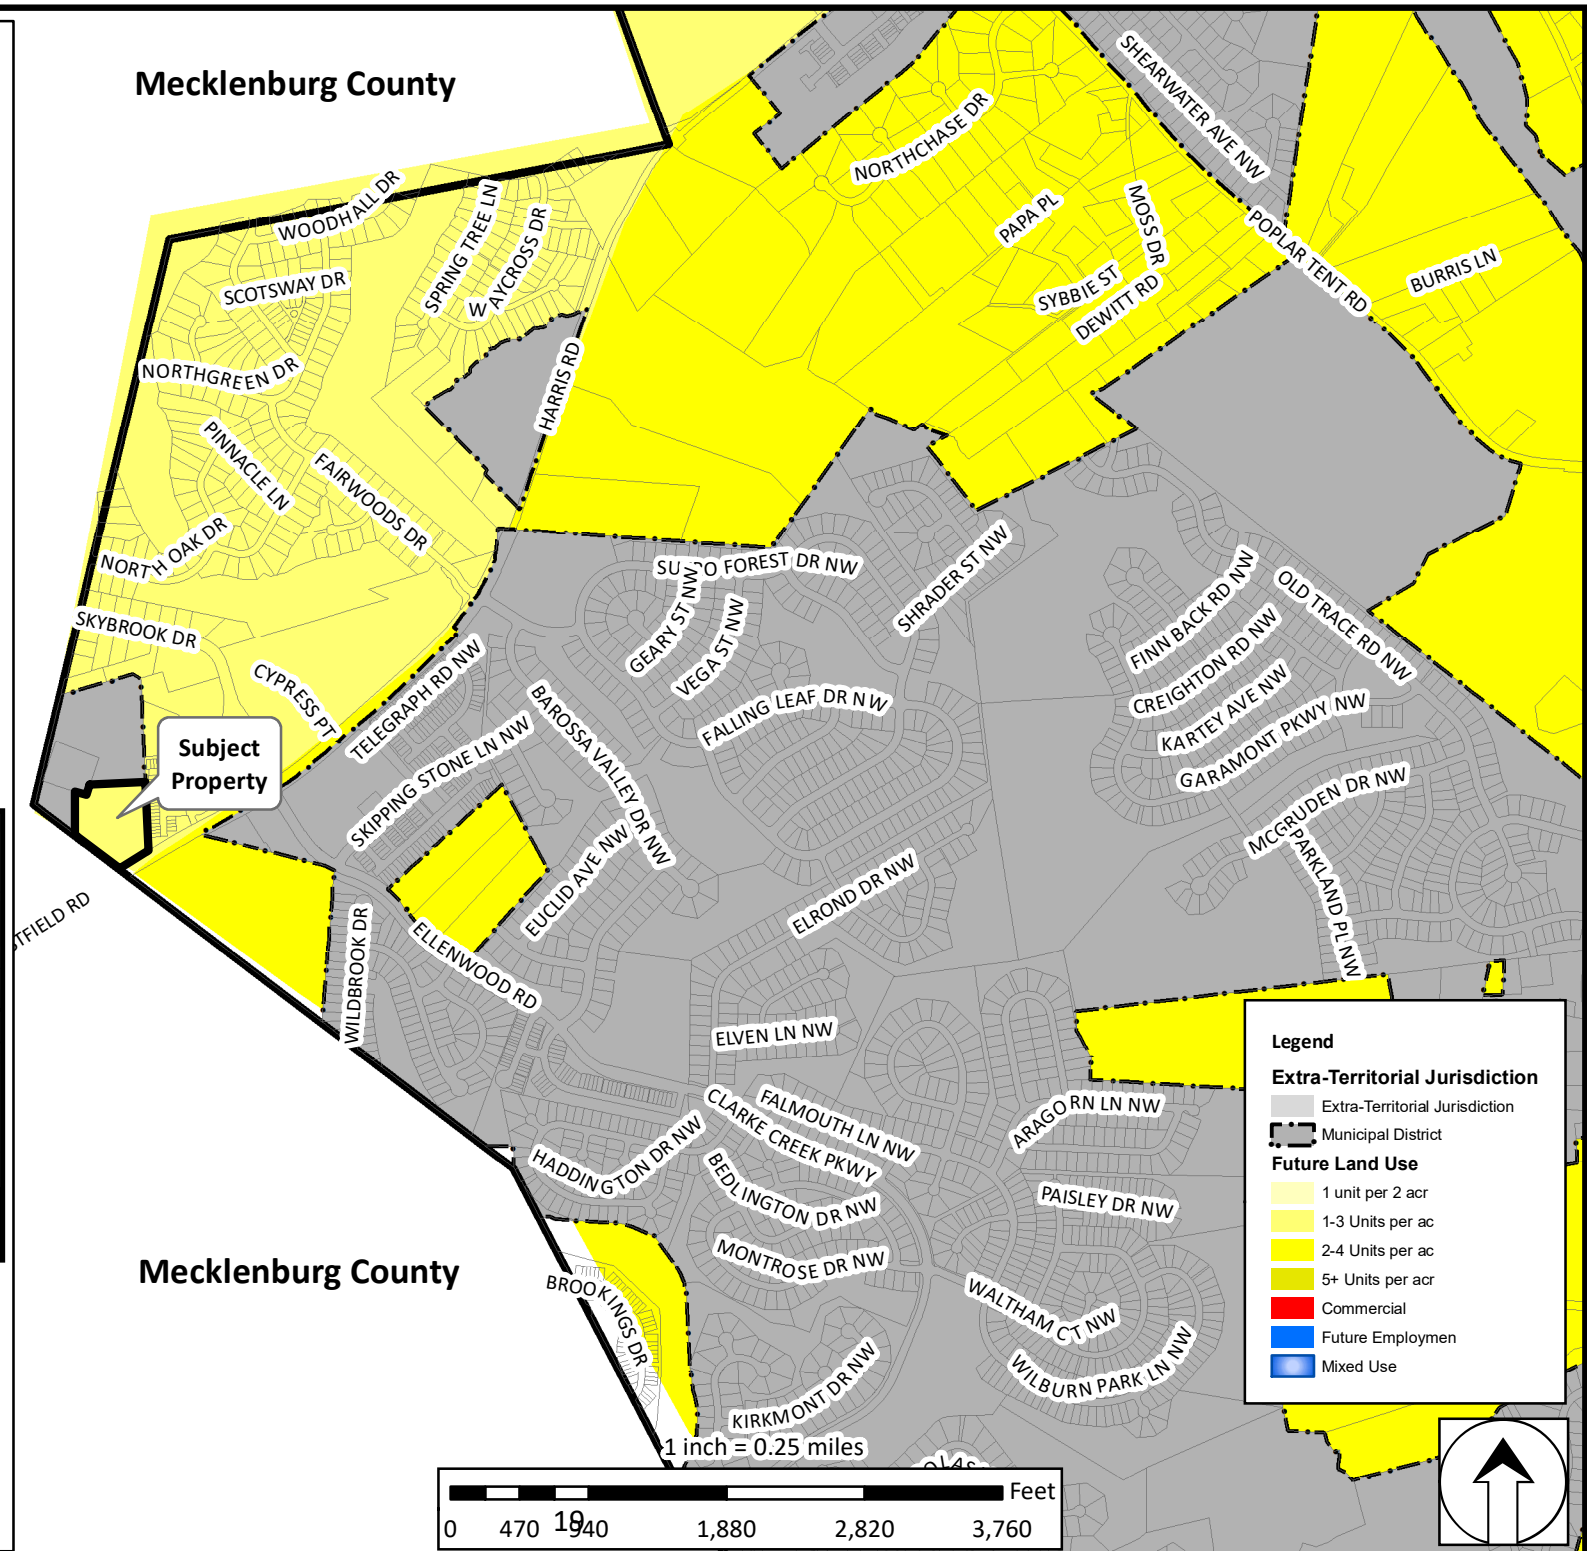 Mecklenburg County
SHEARWATER AVE NW
NORTHCHASE DR
WOODHALL DR
SPRING TREE LN
WAYCROSS DR
PAPA PL
MOSS DR
POPLAR TENT RD
BURRIS LN
SCOTSWAY DR
SYBBIE ST
DEWITT RD
NORTHGREEN DR
HARRIS RD
PINNACLE LN
FAIRWOODS DR
NORTH OAK DR
FOREST DR NW
SHRADER ST NW
GEARY ST NW
VEGA ST NW
FINN BACK RD NW
OLD TRACE RD NW
SKYBROOK DR
CREIGHTON RD NW
CYPRESS PT
TELEGRAPH RD NW
BAROSSA VALLEY DR NW
FALLING LEAF DR NW
KARTEY AVE NW
GARAMONT PKWY NW
Subject
Property
SKIPPING STONE LN NW
MCGRUDEN DR NW
EUCLID AVE NW
ELROND DR NW
PARKLAND PL NW
TFIELD RD
WILDBROOK DR
ELLENWOOD RD
ELVEN LN NW
CLARKE CREEK PKWY
FALMOUTH LN NW
ARAGORN LN NW
HADDINGTON DR NW
BEDLINGTON DR NW
PAISLEY DR NW
Mecklenburg County
MONTROSE DR NW
BROOKINGS DR
WALTHAM CT NW
WILBURN PARK LN NW
KIRKMONT DR NW
Legend
Extra-Territorial Jurisdiction
Extra-Territorial Jurisdiction
Municipal District
Future Land Use
1 unit per 2 acr
1-3 Units per ac
2-4 Units per ac
5+ Units per acr
Commercial
Future Employmen
Mixed Use
1 inch = 0.25 miles
Feet
0 470 940 1,880 2,820 3,760
19